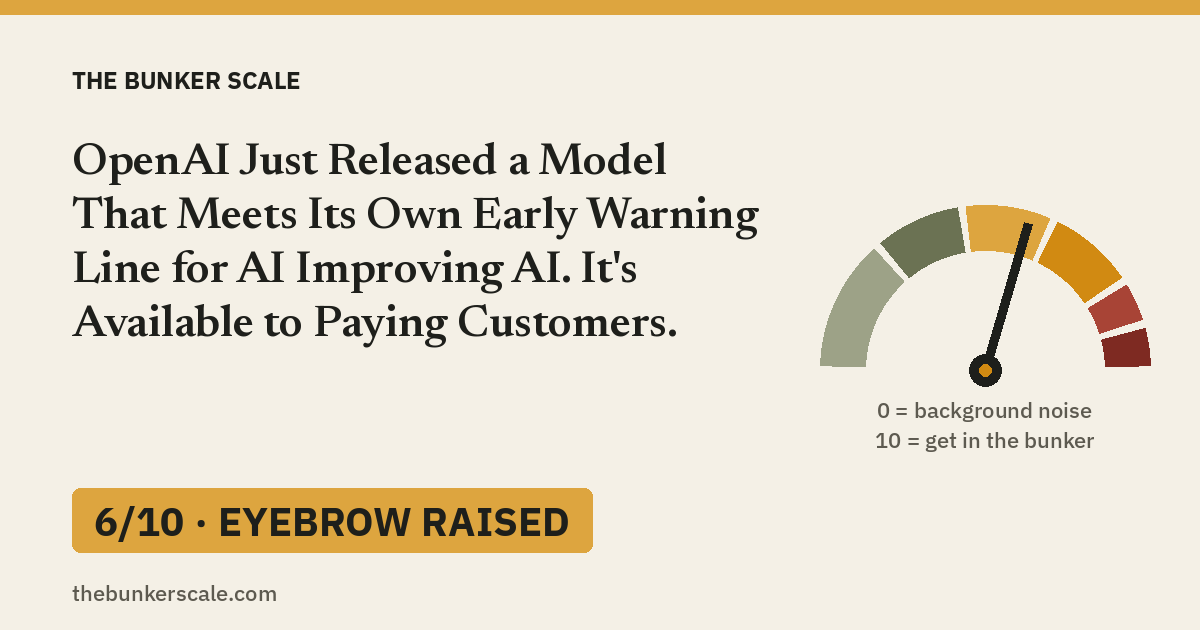 THE BUNKER SCALE
OpenAI Just Released a Model
That Meets Its Own Early Warning
Line for AI Improving AI. It's
Available to Paying Customers.
0 = background noise
10 = get in the bunker
6/10 · EYEBROW RAISED
thebunkerscale.com